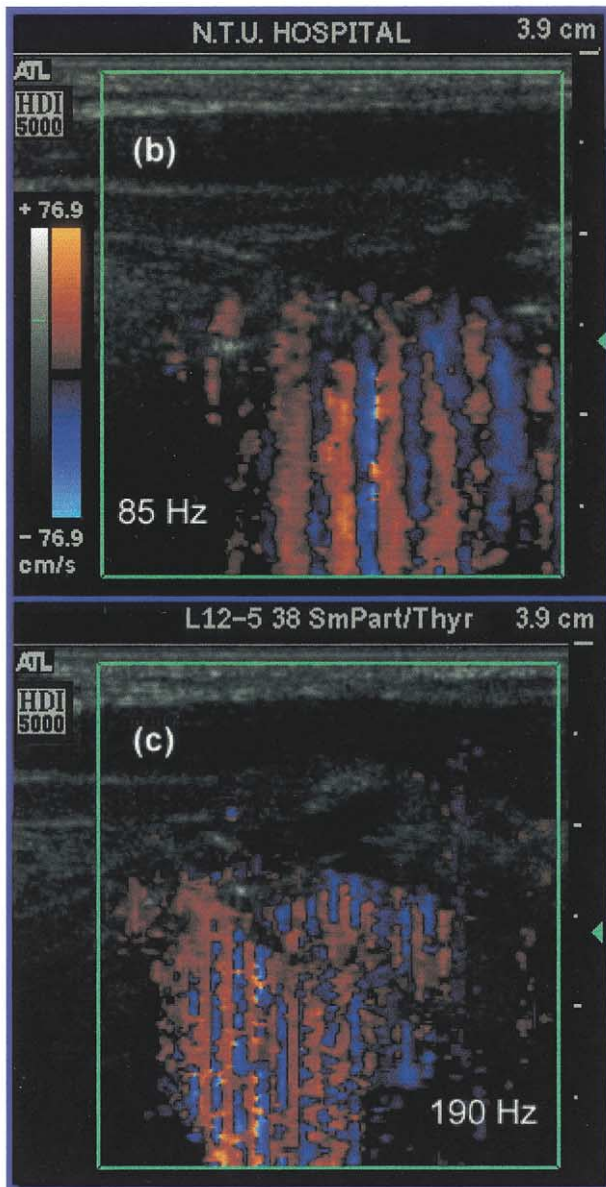 N.T.U. HOSPITAL 3.9 cm
ATL
HDI
5000
(b)
+ 76.9
85 Hz
- 76.9
cm/s
L12-5 38 SmPart/Thyr 3.9 cm
ATL
HDI
5000
(c)
190 Hz